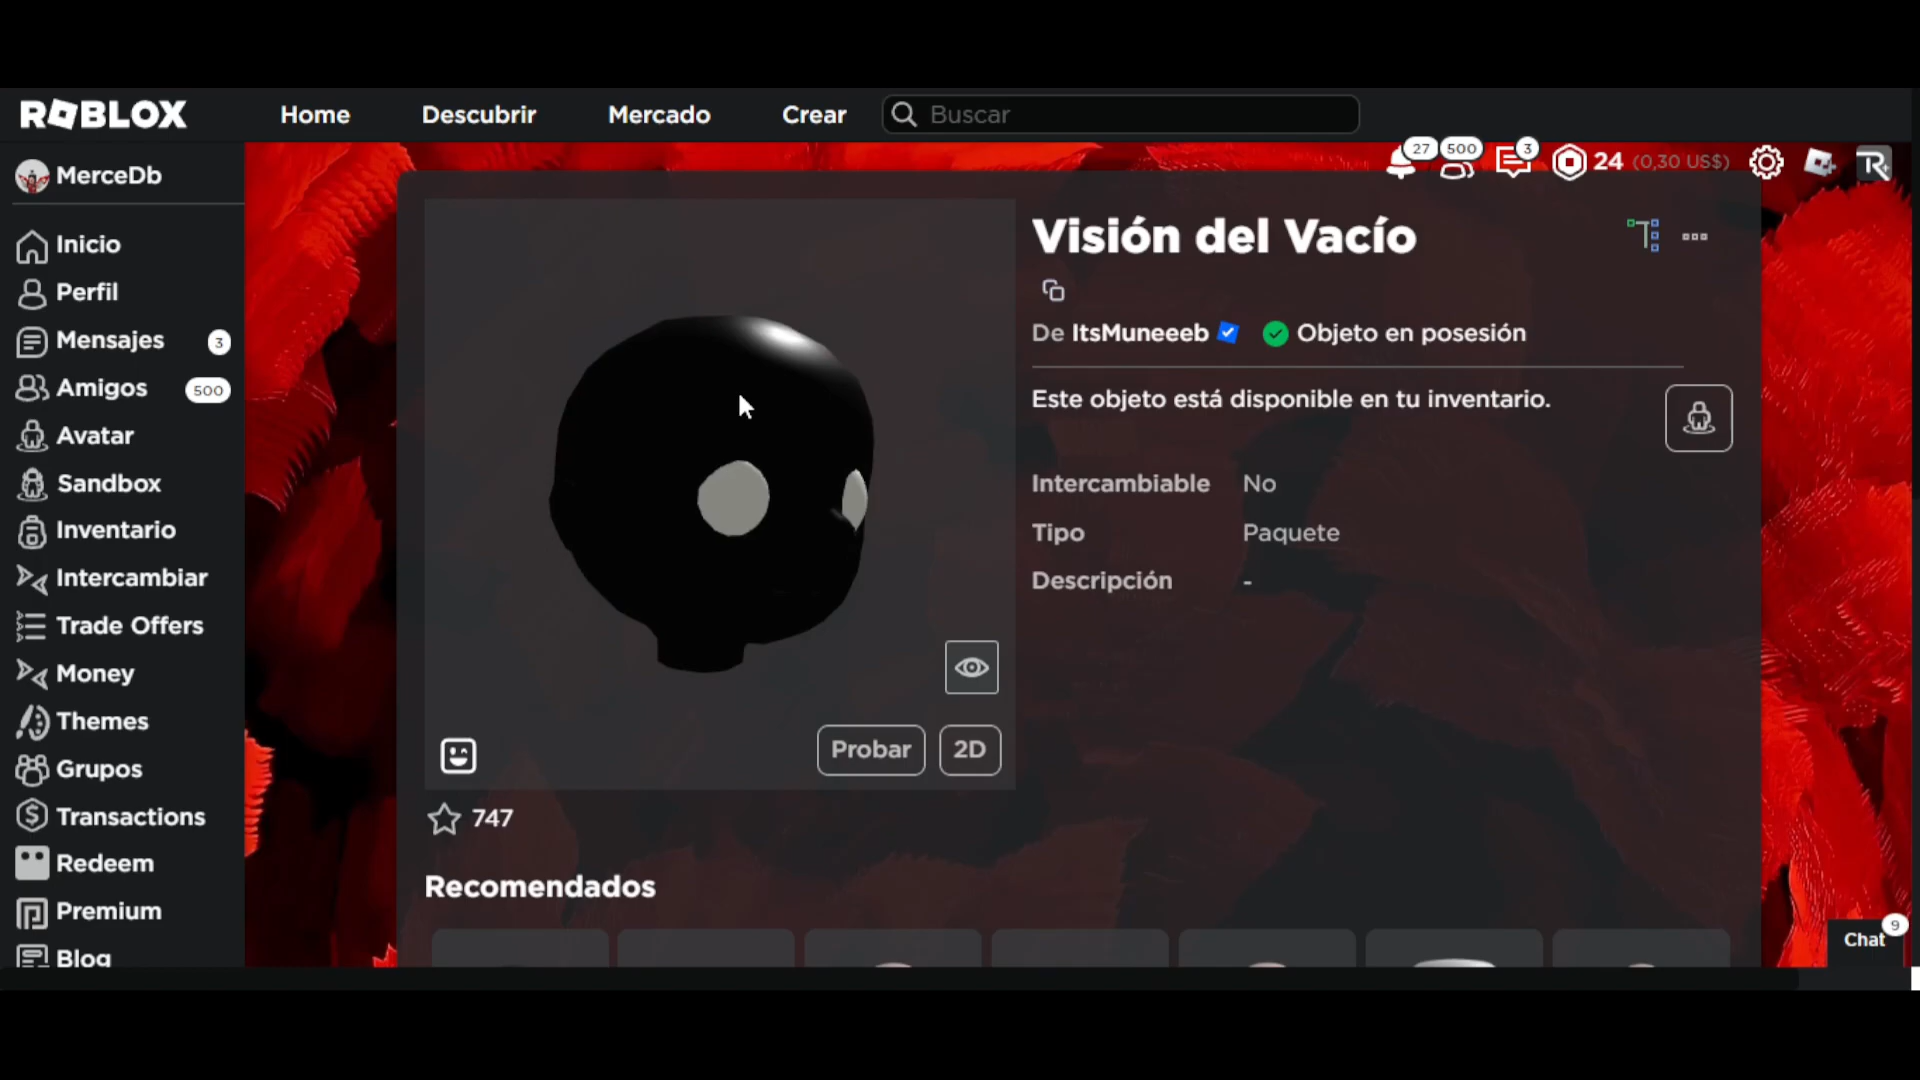 ROBLOX
Home
Descubrir
Mercado
Crear
Buscar
27
500
3
24 (0,30 US$)
MerceDb
Inicio
Perfil
Mensajes 3
Amigos 500
Avatar
Sandbox
Inventario
Intercambiar
Trade Offers
Money
Themes
Grupos
Transactions
Redeem
Premium
Blog
Visión del Vacío
De ItsMuneeeb Objeto en posesión
Este objeto está disponible en tu inventario.
Intercambiable No
Tipo Paquete
Descripción -
Probar
2D
747
Recomendados
Chat 9